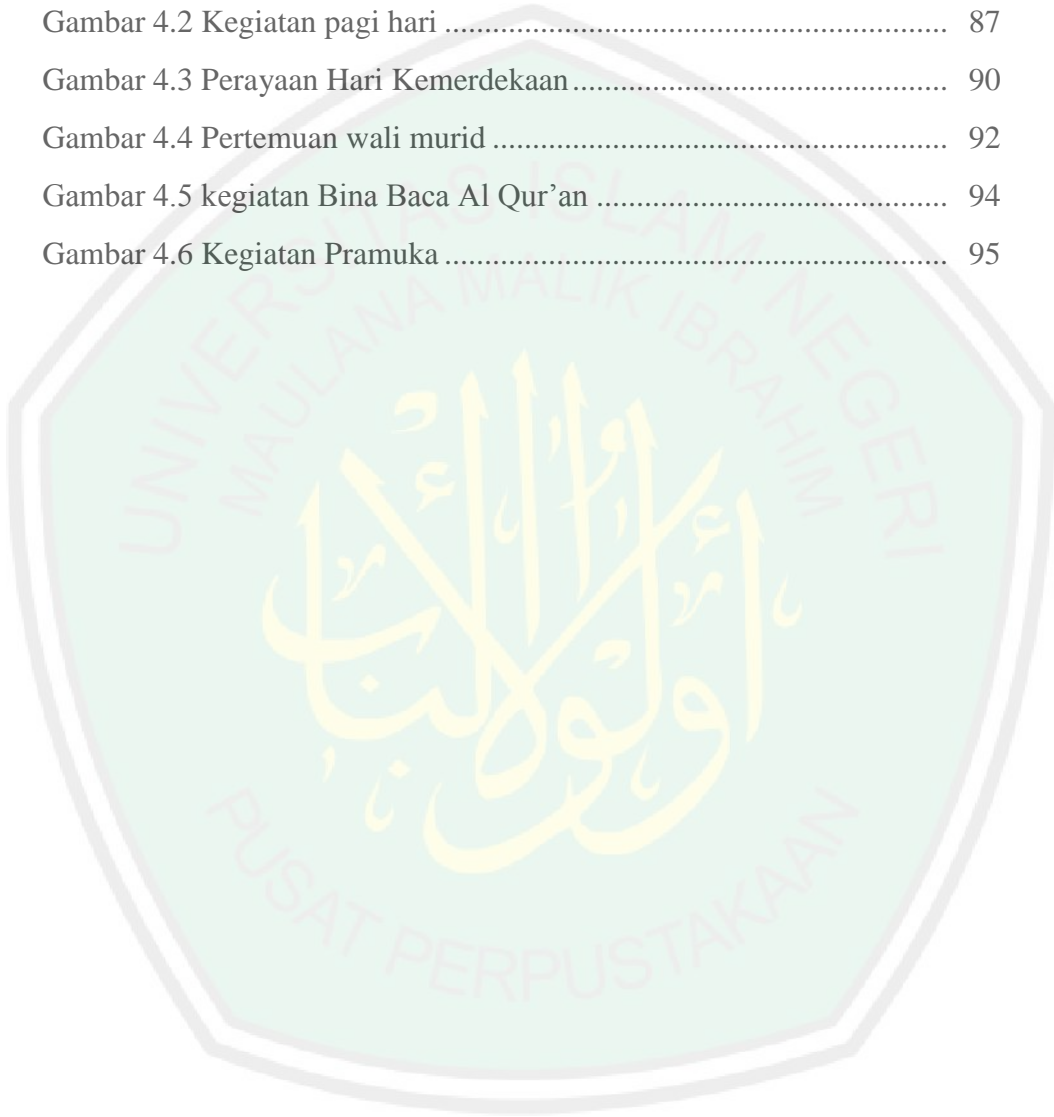 Gambar 4.2 Kegiatan pagi hari ............................................................... 87
Gambar 4.3 Perayaan Hari Kemerdekaan ............................................... 90
Gambar 4.4 Pertemuan wali murid ......................................................... 92
Gambar 4.5 kegiatan Bina Baca Al Qur’an ............................................ 94
Gambar 4.6 Kegiatan Pramuka ............................................................... 95
UNIVERSITAS ISLAM NEGERI
MAULANA MALIK IBRAHIM
أولوا الألباب
PUSAT PERPUSTAKAAN